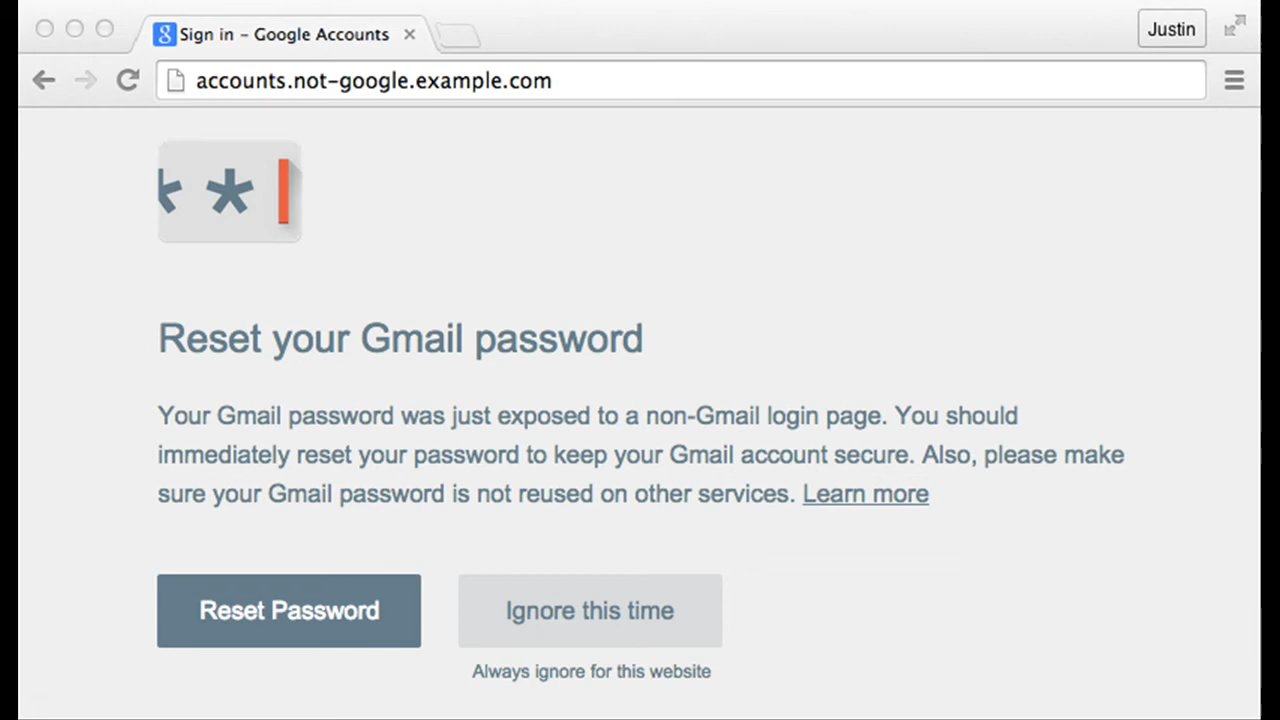 Sign in – Google Accounts
Justin
accounts.not-google.example.com
* *
Reset your Gmail password
Your Gmail password was just exposed to a non-Gmail login page. You should
immediately reset your password to keep your Gmail account secure. Also, please make
sure your Gmail password is not reused on other services. Learn more
Reset Password
Ignore this time
Always ignore for this website